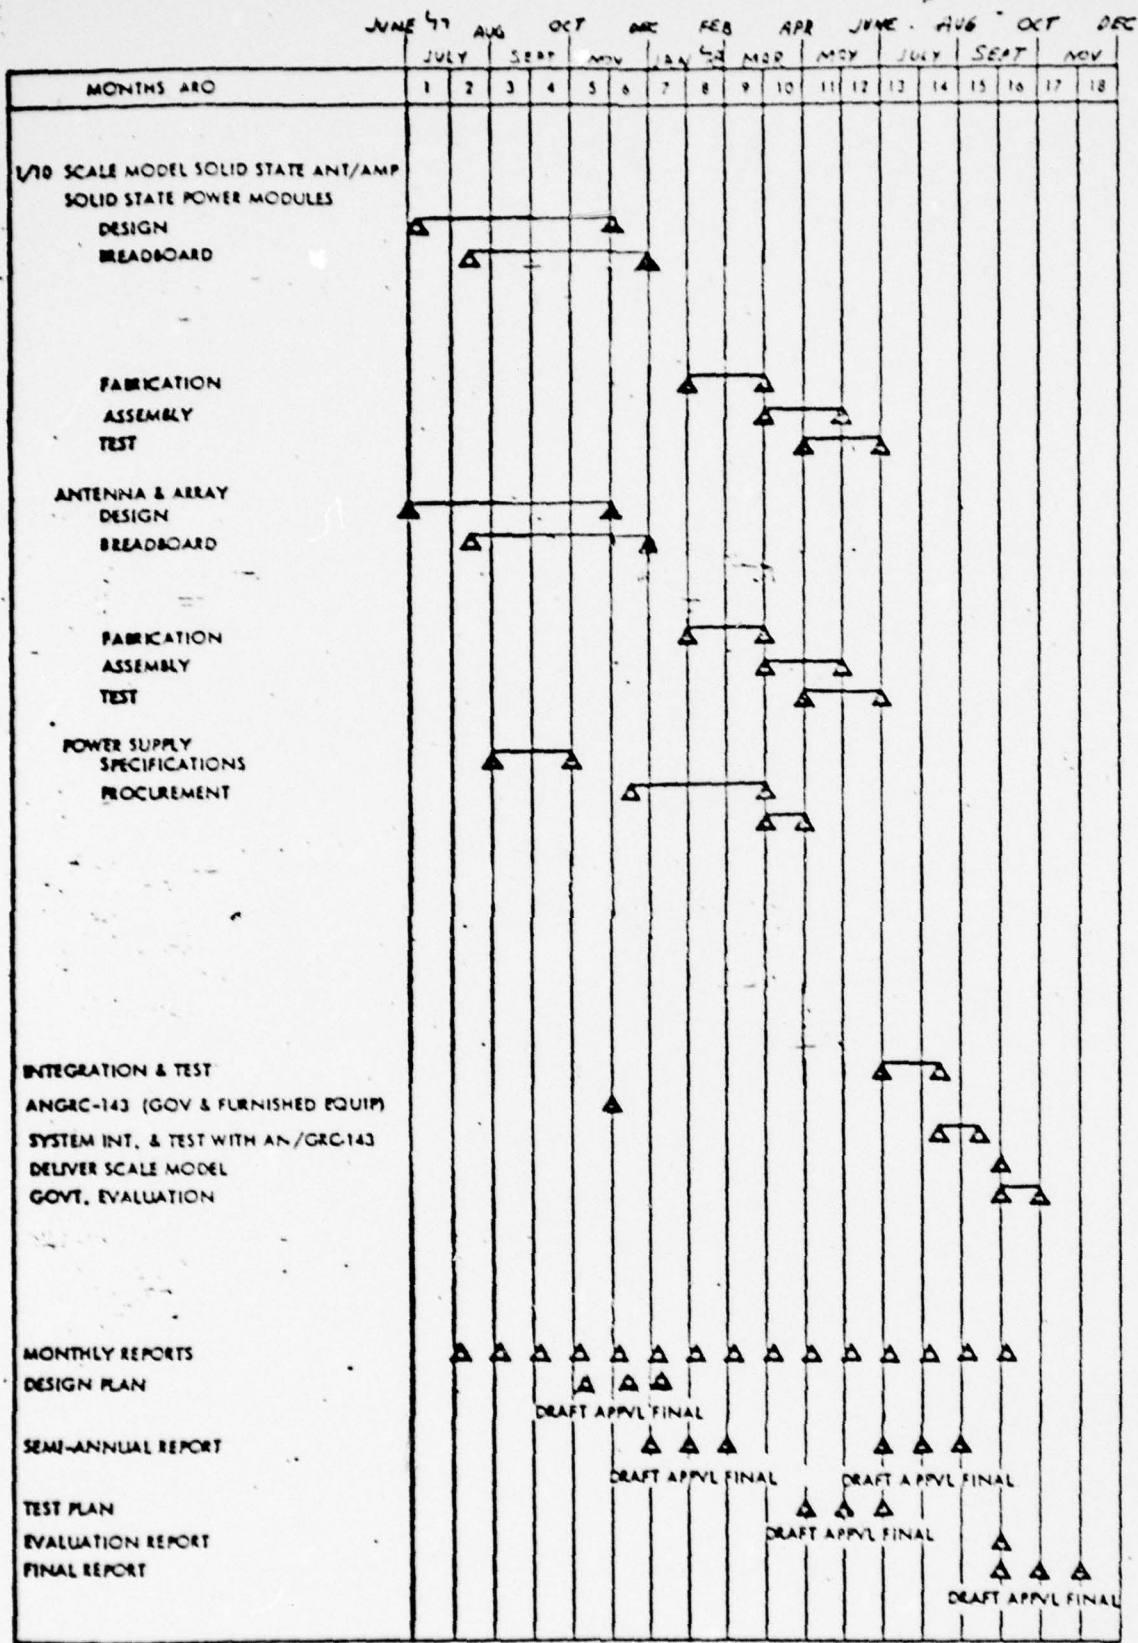 JUNE '77 AUG OCT DEC FEB APR JUNE AUG OCT DEC
JULY SEPT NOV JAN '78 MAR MAY JULY SEPT NOV
MONTHS ARO 1 2 3 4 5 6 7 8 9 10 11 12 13 14 15 16 17 18
1/10 SCALE MODEL SOLID STATE ANT/AMP
SOLID STATE POWER MODULES
DESIGN
BREADBOARD
FABRICATION
ASSEMBLY
TEST
ANTENNA & ARRAY
DESIGN
BREADBOARD
FABRICATION
ASSEMBLY
TEST
POWER SUPPLY
SPECIFICATIONS
PROCUREMENT
INTEGRATION & TEST
ANGRC-143 (GOV & FURNISHED EQUIP)
SYSTEM INT. & TEST WITH AN/GRC-143
DELIVER SCALE MODEL
GOVT. EVALUATION
MONTHLY REPORTS
DESIGN PLAN
DRAFT APPVL FINAL
SEMI-ANNUAL REPORT
DRAFT APPVL FINAL DRAFT APPVL FINAL
TEST PLAN
DRAFT APPVL FINAL
EVALUATION REPORT
FINAL REPORT
DRAFT APPVL FINAL